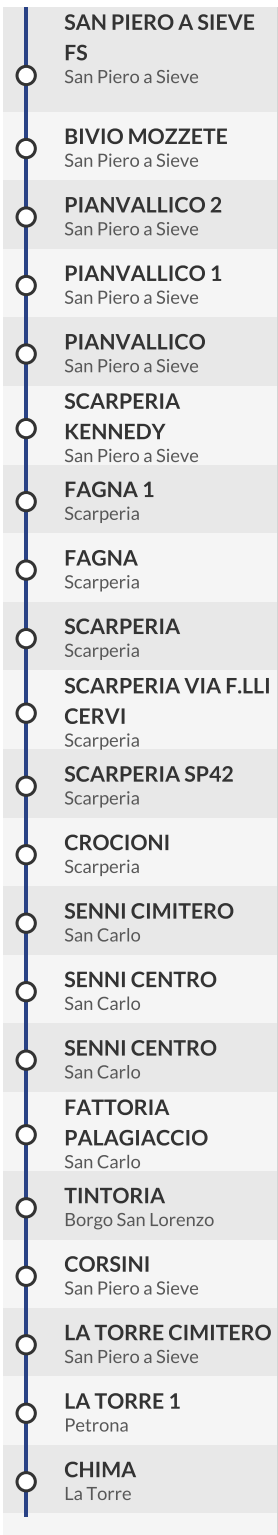 SAN PIERO A SIEVE
FS
San Piero a Sieve
BIVIO MOZZETE
San Piero a Sieve
PIANVALLICO 2
San Piero a Sieve
PIANVALLICO 1
San Piero a Sieve
PIANVALLICO
San Piero a Sieve
SCARPERIA
KENNEDY
San Piero a Sieve
FAGNA 1
Scarperia
FAGNA
Scarperia
SCARPERIA
Scarperia
SCARPERIA VIA F.LLI
CERVI
Scarperia
SCARPERIA SP42
Scarperia
CROCIONI
Scarperia
SENNI CIMITERO
San Carlo
SENNI CENTRO
San Carlo
SENNI CENTRO
San Carlo
FATTORIA
PALAGIACCIO
San Carlo
TINTORIA
Borgo San Lorenzo
CORSINI
San Piero a Sieve
LA TORRE CIMITERO
San Piero a Sieve
LA TORRE 1
Petrona
CHIMA
La Torre